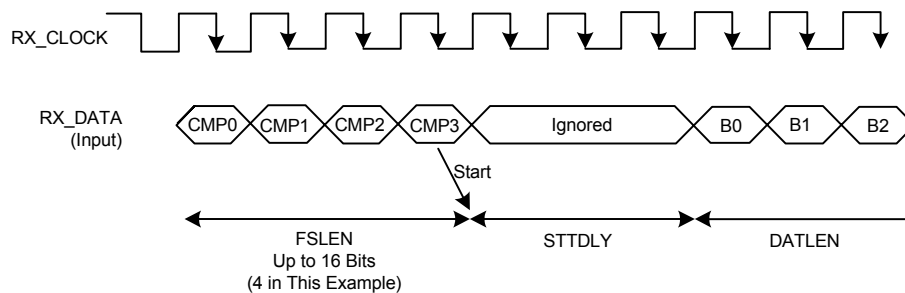 RX_CLOCK
RX_DATA
(Input)
CMP0
CMP1
CMP2
CMP3
Ignored
B0
B1
B2
Start
FSLEN
Up to 16 Bits
(4 in This Example)
STTDLY
DATLEN